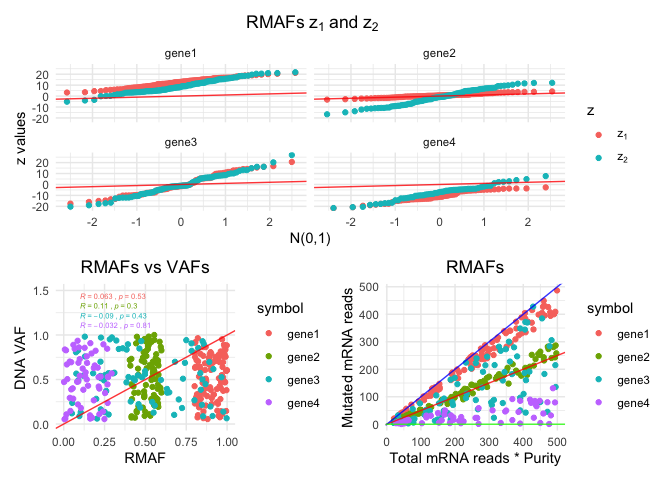 RMAFs z1 and z2
gene1 gene2
20
10
0
-10
-20
gene3 gene4
20
10
0
-10
-20
-2 -1 0 1 2 -2 -1 0 1 2
N(0,1)
z values
z
z1
z2
RMAFs vs VAFs
1.5
1.0
0.5
0.0
R = 0.063 , p = 0.53
R = 0.11 , p = 0.3
R = −0.09 , p = 0.43
R = −0.032 , p = 0.81
0.00 0.25 0.50 0.75 1.00
RMAF
DNA VAF
symbol
gene1
gene2
gene3
gene4
RMAFs
500
400
300
200
100
0
0 100 200 300 400 500
Total mRNA reads * Purity
Mutated mRNA reads
symbol
gene1
gene2
gene3
gene4